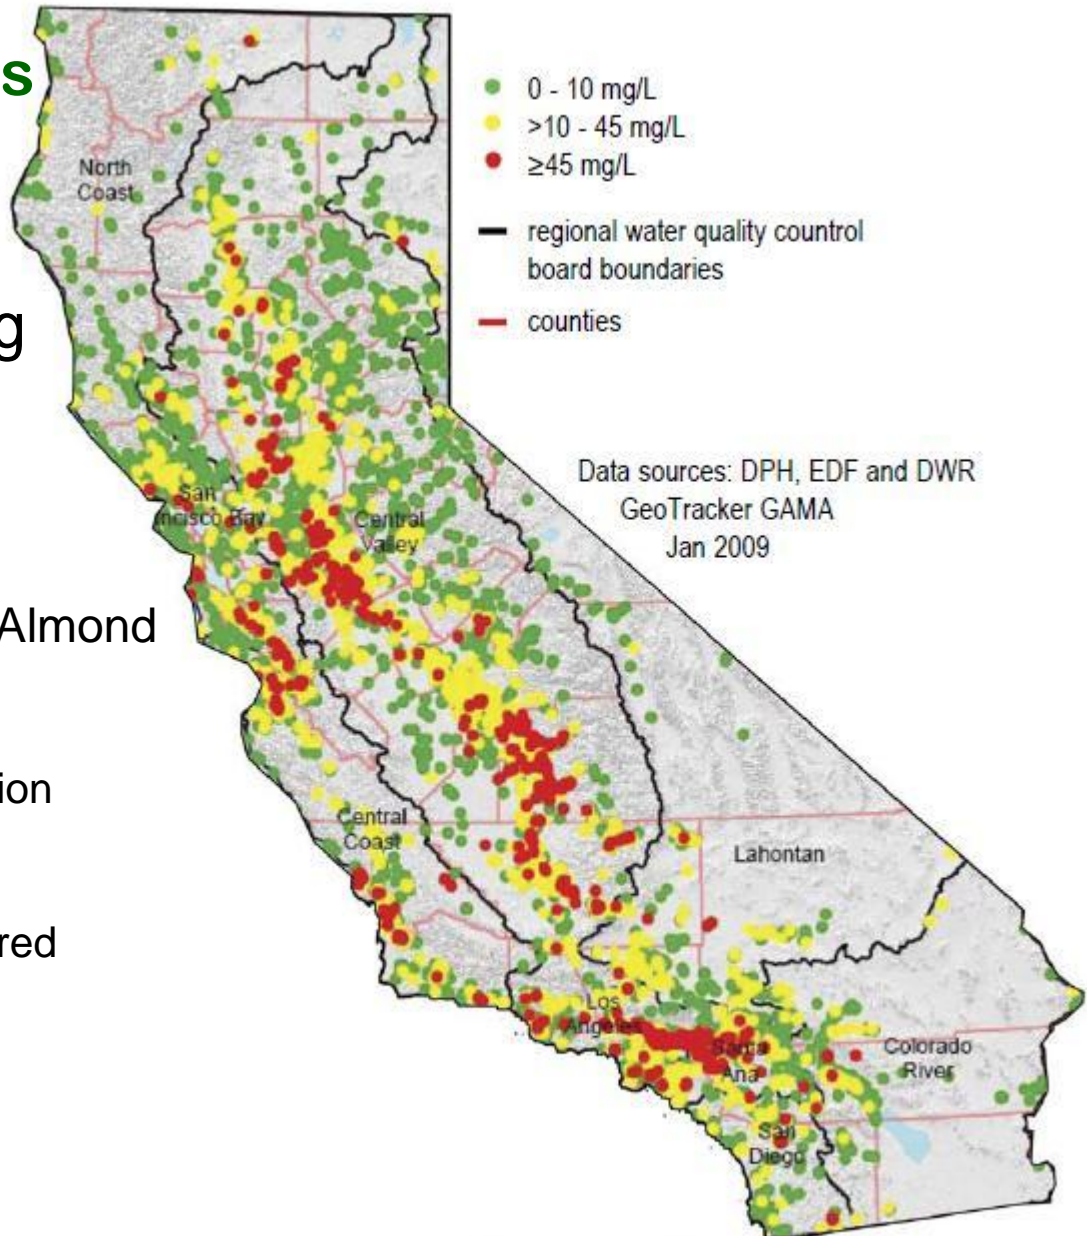 s
g
Almond
ion
red
0 - 10 mg/L
>10 - 45 mg/L
≥45 mg/L
regional water quality countrol
board boundaries
counties
Data sources: DPH, EDF and DWR
GeoTracker GAMA
Jan 2009
North
Coast
San
ncisco Bay
Central
Valley
Central
Coast
Lahontan
Los
Angeles
Santa
Ana
Colorado
River
San
Diego